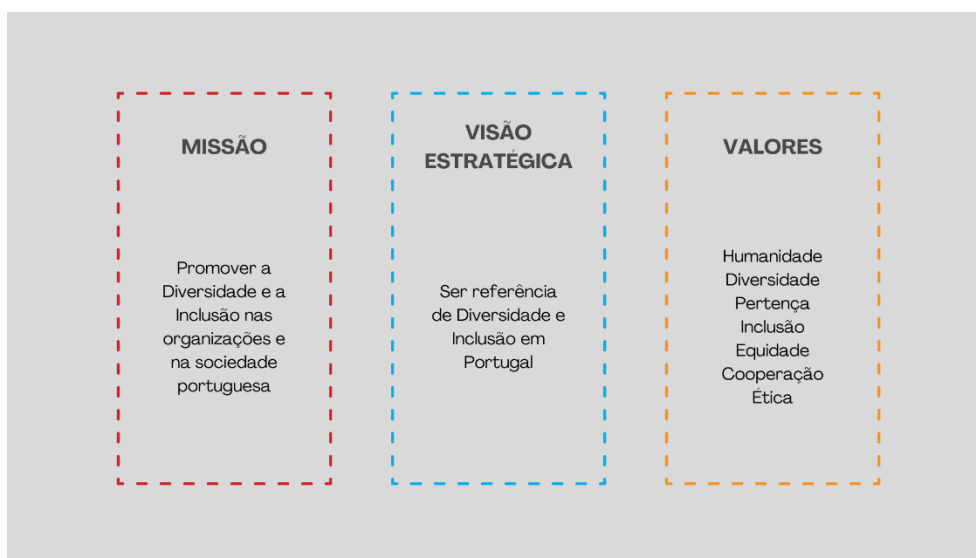 MISSÃO
Promover a
Diversidade e a
Inclusão nas
organizações e
na sociedade
portuguesa
VISÃO
ESTRATÉGICA
Ser referência
de Diversidade e
Inclusão em
Portugal
VALORES
Humanidade
Diversidade
Pertença
Inclusão
Equidade
Cooperação
Ética